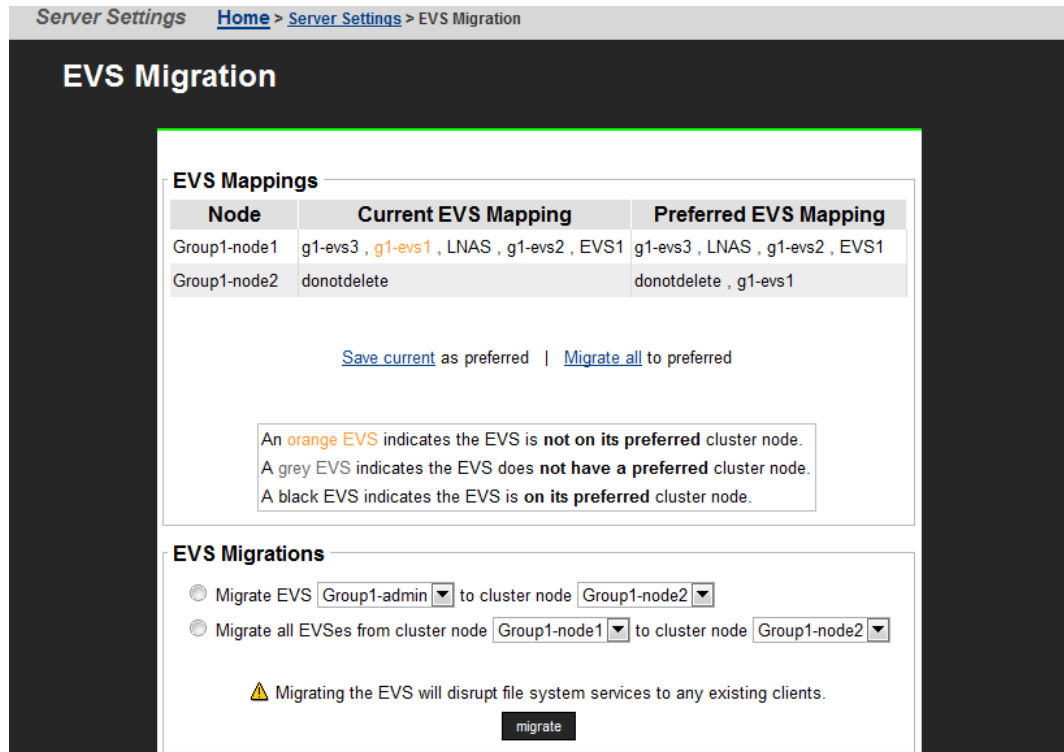 Server Settings Home > Server Settings > EVS Migration
EVS Migration
EVS Mappings
Node Current EVS Mapping Preferred EVS Mapping
Group1-node1 g1-evs3 , g1-evs1 , LNAS , g1-evs2 , EVS1 g1-evs3 , LNAS , g1-evs2 , EVS1
Group1-node2 donotdelete donotdelete , g1-evs1
Save current as preferred | Migrate all to preferred
An orange EVS indicates the EVS is not on its preferred cluster node.
A grey EVS indicates the EVS does not have a preferred cluster node.
A black EVS indicates the EVS is on its preferred cluster node.
EVS Migrations
Migrate EVS Group1-admin to cluster node Group1-node2
Migrate all EVSes from cluster node Group1-node1 to cluster node Group1-node2
Migrating the EVS will disrupt file system services to any existing clients.
migrate